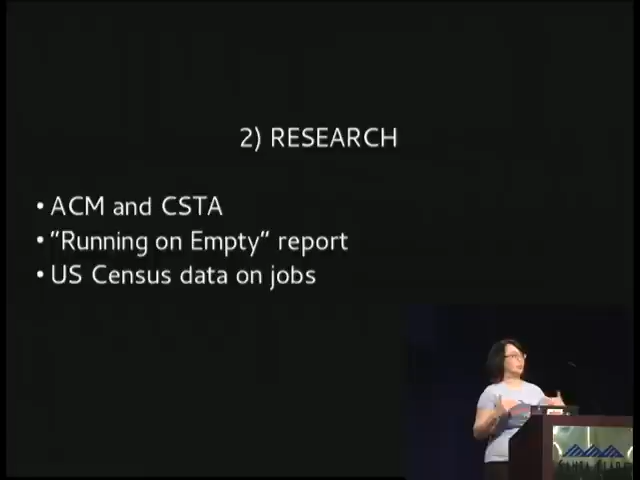 2) RESEARCH
• ACM and CSTA
• "Running on Empty" report
• US Census data on jobs